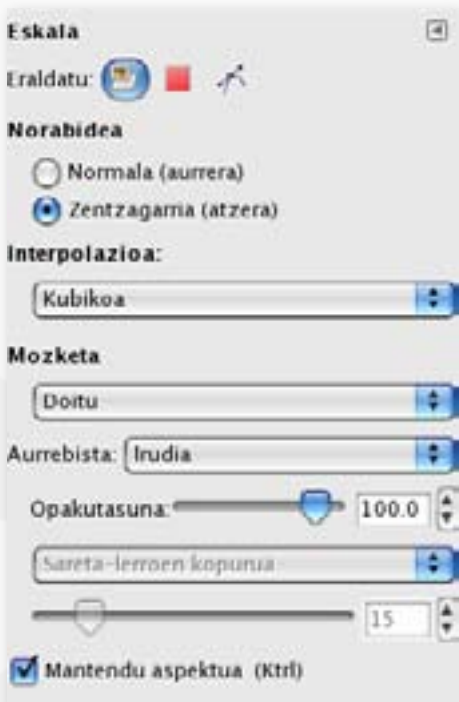 Eskala
Eraldatu:
Norabidea
Normala (aurrera)
Zentzagarria (atzera)
Interpolazioa:
Kubikoa
Mozketa
Doitu
Aurrebista: Irudia
Opakutasuna: 100.0
Sareta-lerroen kopurua
15
Mantendu aspektua (Ktrl)